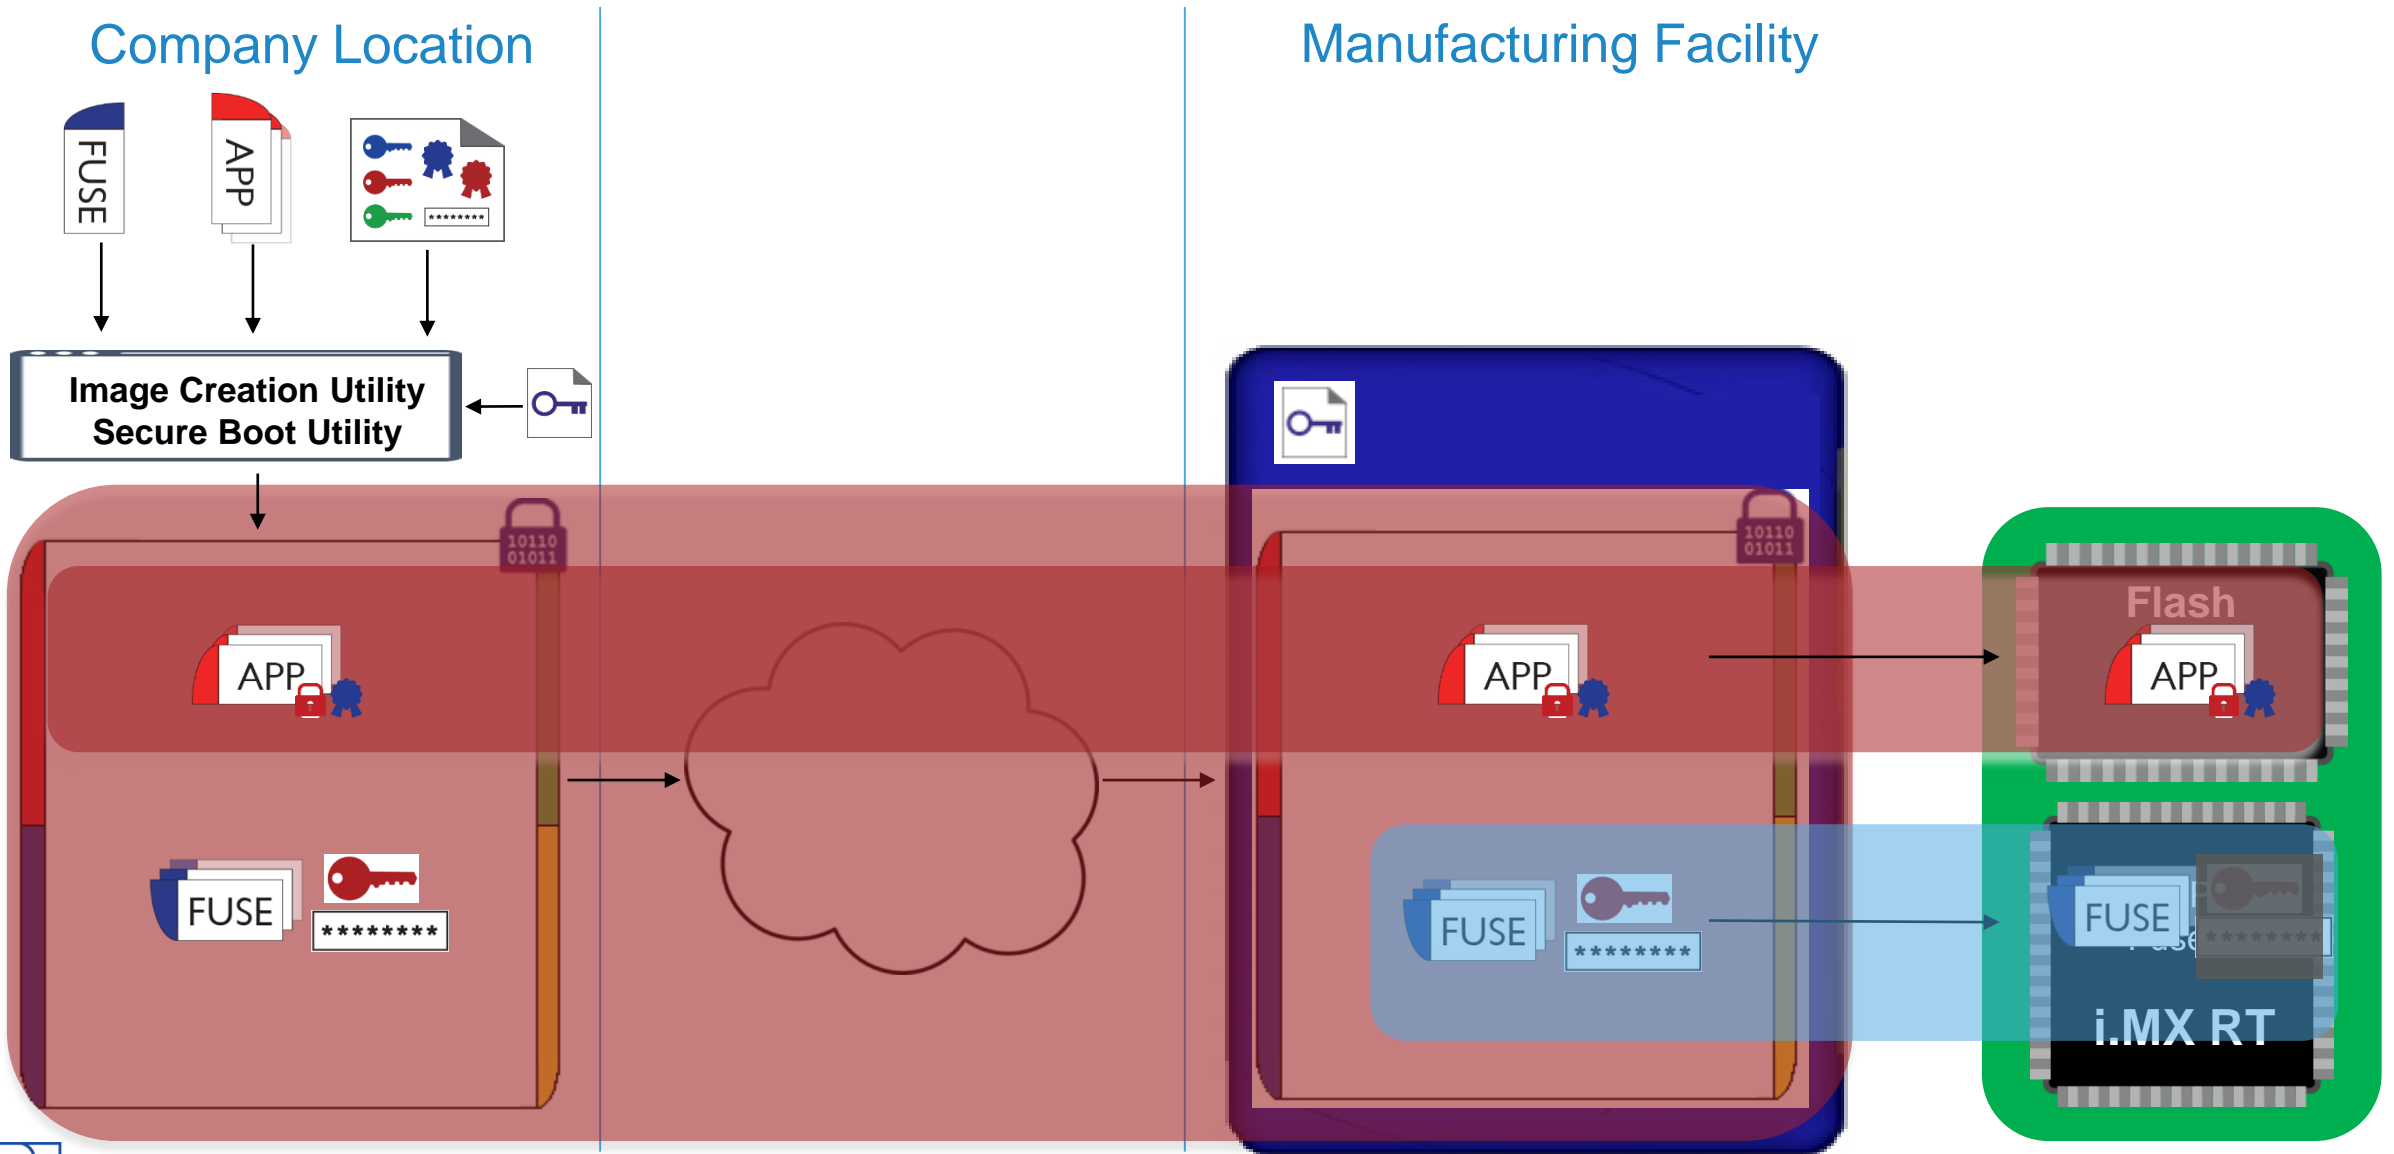 Company Location
Manufacturing Facility
FUSE
APP
********
Image Creation Utility
Secure Boot Utility
10110
01011
10110
01011
Flash
APP
APP
APP
FUSE
********
FUSE
********
FUSE
********
i.MX RT